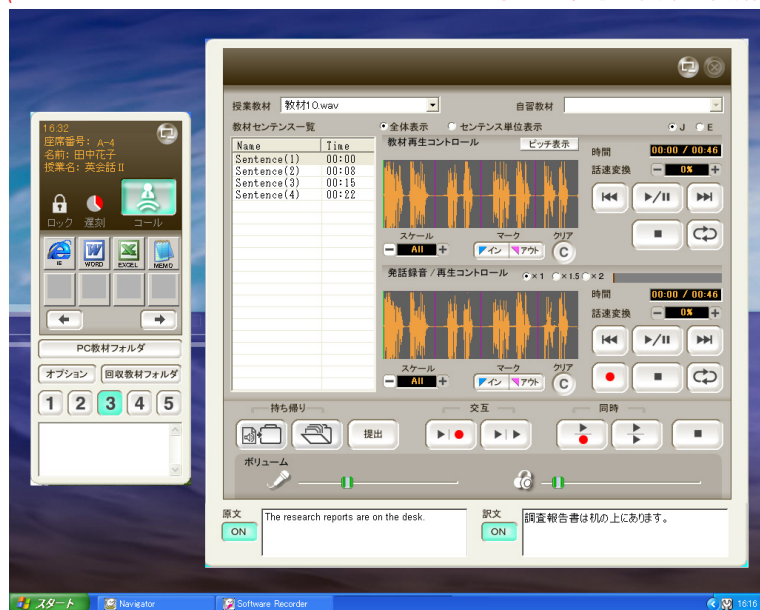 16:32
座席番号: A-4
名前: 田中花子
授業名: 英会話 II
ロック 遅刻 コール
IE WORD EXCEL MEMO
PC教材フォルダ
オプション 回収教材フォルダ
1 2 3 4 5
授業教材 教材10.wav 自習教材
教材センテンス一覧 全体表示 センテンス単位表示 J E
Name Time
Sentence(1) 00:00
Sentence(2) 00:08
Sentence(3) 00:15
Sentence(4) 00:22
教材再生コントロール ピッチ表示
時間 00:00 / 00:46
話速変換 0%
スケール マーク クリア
All イン アウト C
発話録音/再生コントロール ×1 ×1.5 ×2
時間 00:00 / 00:46
話速変換 0%
スケール マーク クリア
All イン アウト C
持ち帰り 交互 同時
提出
ボリューム
原文 ON The research reports are on the desk.
訳文 ON 調査報告書は机の上にあります。
スタート Navigator Software Recorder 16:16